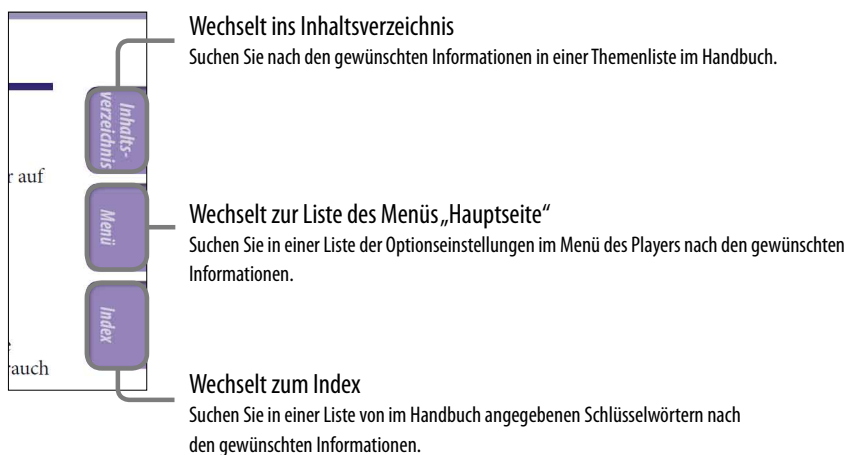 Wechselt ins Inhaltsverzeichnis
Suchen Sie nach den gewünschten Informationen in einer Themenliste im Handbuch.
Inhalts-
verzeichnis
r auf
Wechselt zur Liste des Menüs „Hauptseite“
Menü
Suchen Sie in einer Liste der Optionseinstellungen im Menü des Players nach den gewünschten
Informationen.
Index
rauch
Wechselt zum Index
Suchen Sie in einer Liste von im Handbuch angegebenen Schlüsselwörtern nach
den gewünschten Informationen.